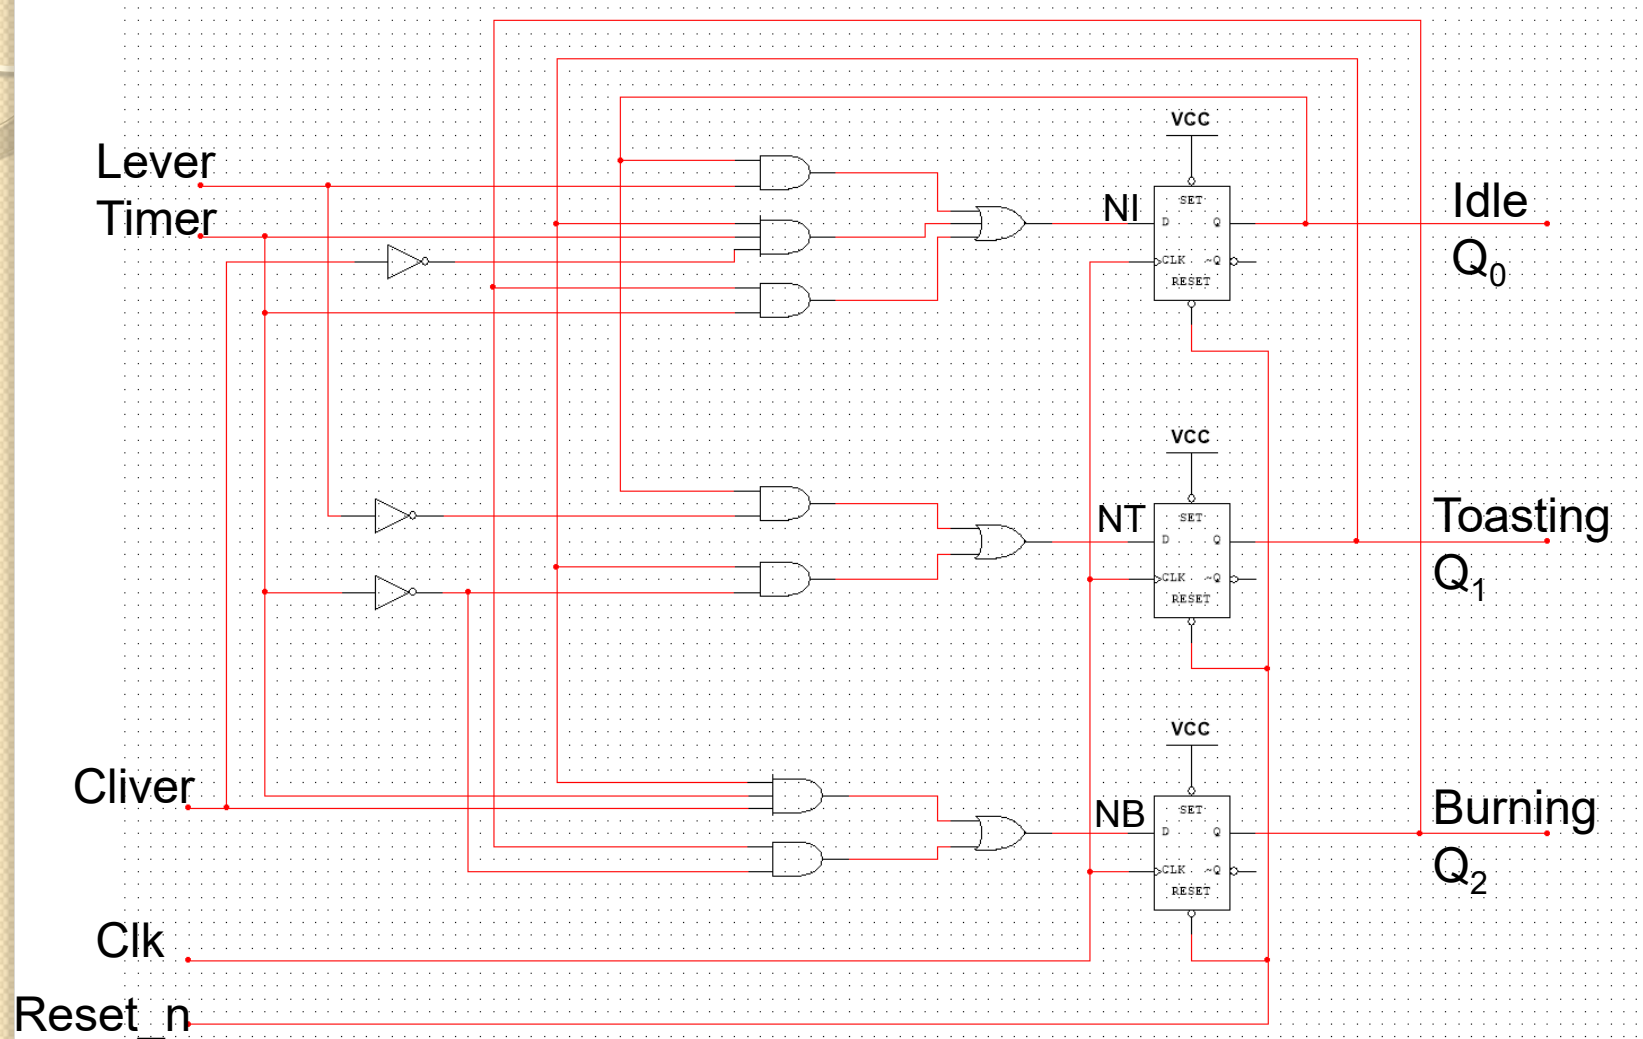 VCC
Lever
SET
NI
D
Q
Idle
Timer
CLK
~Q
Q0
RESET
VCC
SET
NT
D
Q
Toasting
CLK
~Q
Q1
RESET
VCC
Cliver
SET
NB
D
Q
Burning
CLK
~Q
Q2
RESET
Clk
Reset_n